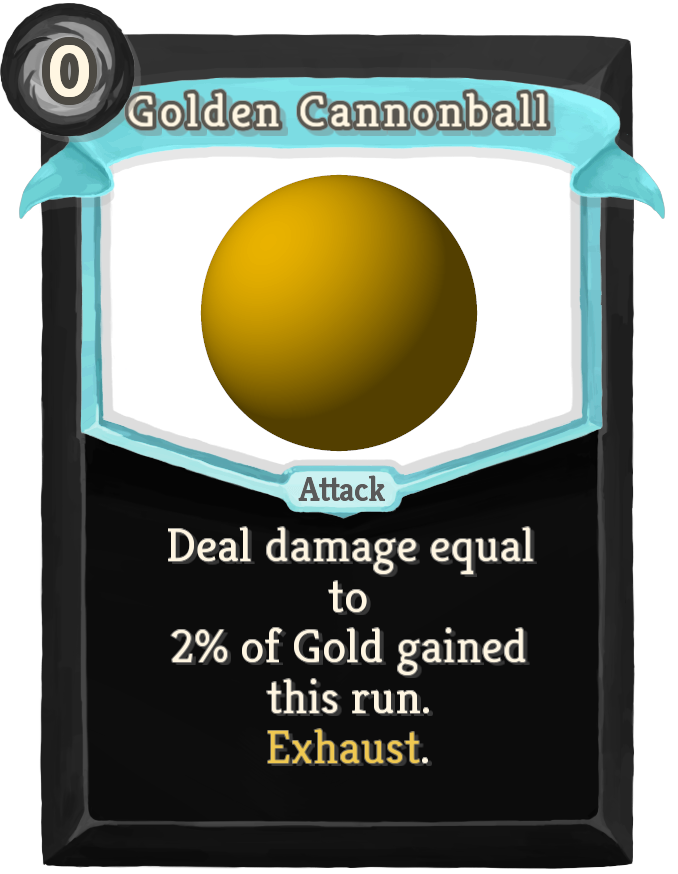 0
Golden Cannonball
Attack
Deal damage equal
to
2% of Gold gained
this run.
Exhaust.